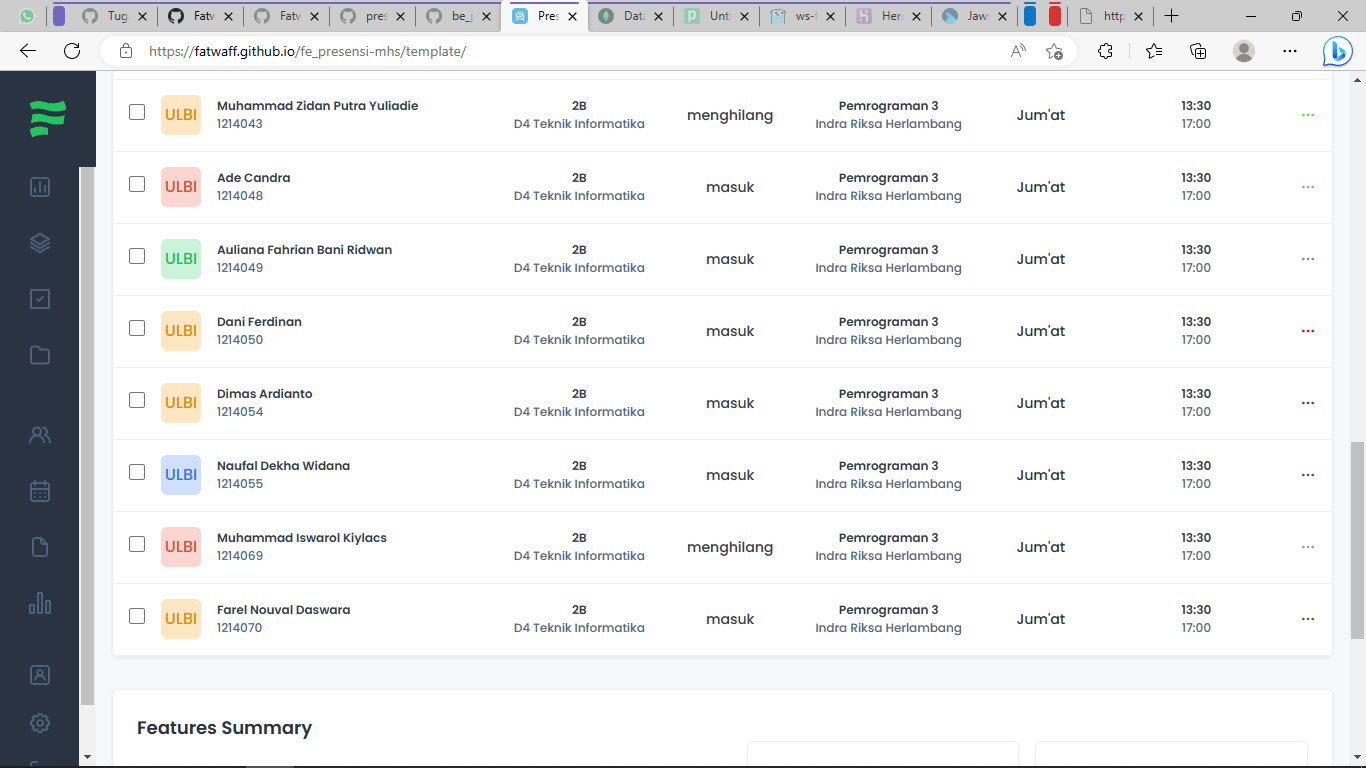 Tug
Fatw
Fatw
pres
be_p
Pres
Data
Unti
ws-t
Her
Jaws
http
https://fatwaff.github.io/fe_presensi-mhs/template/
ULBI
Muhammad Zidan Putra Yuliadie
1214043
2B
D4 Teknik Informatika
menghilang
Pemrograman 3
Indra Riksa Herlambang
Jum'at
13:30
17:00
ULBI
Ade Candra
1214048
2B
D4 Teknik Informatika
masuk
Pemrograman 3
Indra Riksa Herlambang
Jum'at
13:30
17:00
ULBI
Auliana Fahrian Bani Ridwan
1214049
2B
D4 Teknik Informatika
masuk
Pemrograman 3
Indra Riksa Herlambang
Jum'at
13:30
17:00
ULBI
Dani Ferdinan
1214050
2B
D4 Teknik Informatika
masuk
Pemrograman 3
Indra Riksa Herlambang
Jum'at
13:30
17:00
ULBI
Dimas Ardianto
1214054
2B
D4 Teknik Informatika
masuk
Pemrograman 3
Indra Riksa Herlambang
Jum'at
13:30
17:00
ULBI
Naufal Dekha Widana
1214055
2B
D4 Teknik Informatika
masuk
Pemrograman 3
Indra Riksa Herlambang
Jum'at
13:30
17:00
ULBI
Muhammad Iswarol Kiylacs
1214069
2B
D4 Teknik Informatika
menghilang
Pemrograman 3
Indra Riksa Herlambang
Jum'at
13:30
17:00
ULBI
Farel Nouval Daswara
1214070
2B
D4 Teknik Informatika
masuk
Pemrograman 3
Indra Riksa Herlambang
Jum'at
13:30
17:00
Features Summary